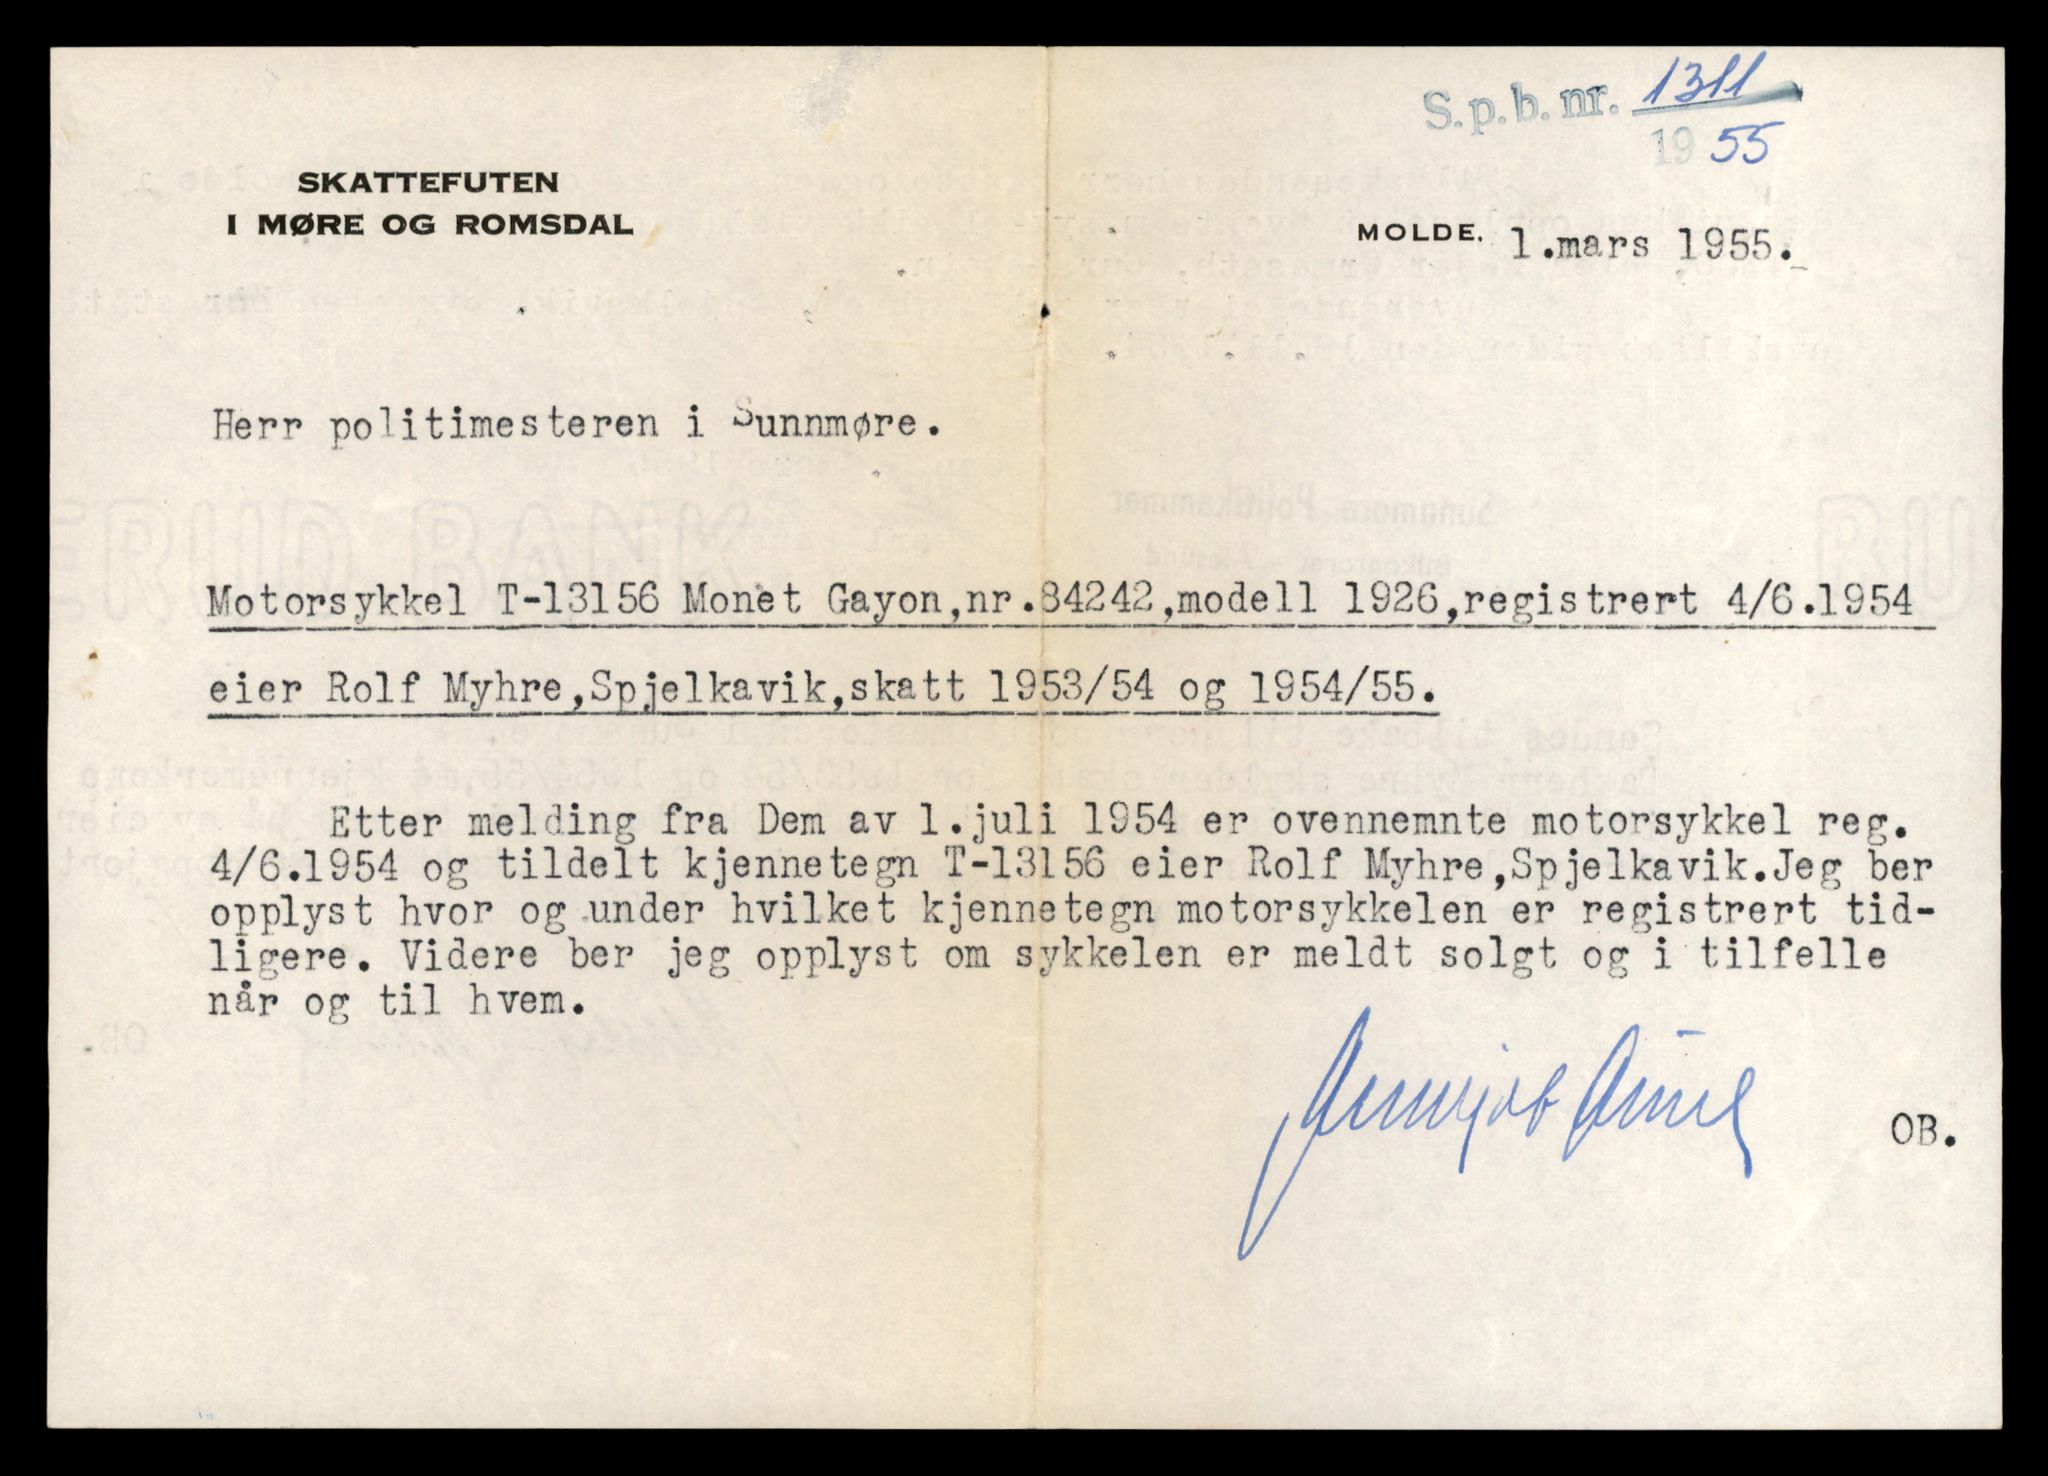 S.p.b. nr. 1311
1955
SKATTEFUTEN
I MØRE OG ROMSDAL
MOLDE, 1.mars 1955.
Herr politimesteren i Sunnmøre.
Motorsykkel T-13156 Monet Gayon,nr.84242,modell 1926,registrert 4/6.1954
eier Rolf Myhre,Spjelkavik,skatt 1953/54 og 1954/55.
Etter melding fra Dem av 1.juli 1954 er ovennemnte motorsykkel reg.
4/6.1954 og tildelt kjennetegn T-13156 eier Rolf Myhre,Spjelkavik.Jeg ber
opplyst hvor og under hvilket kjennetegn motorsykkelen er registrert tid-
ligere. Videre ber jeg opplyst om sykkelen er meldt solgt og i tilfelle
når og til hvem.
OB.
Sunnmøre Politikammer